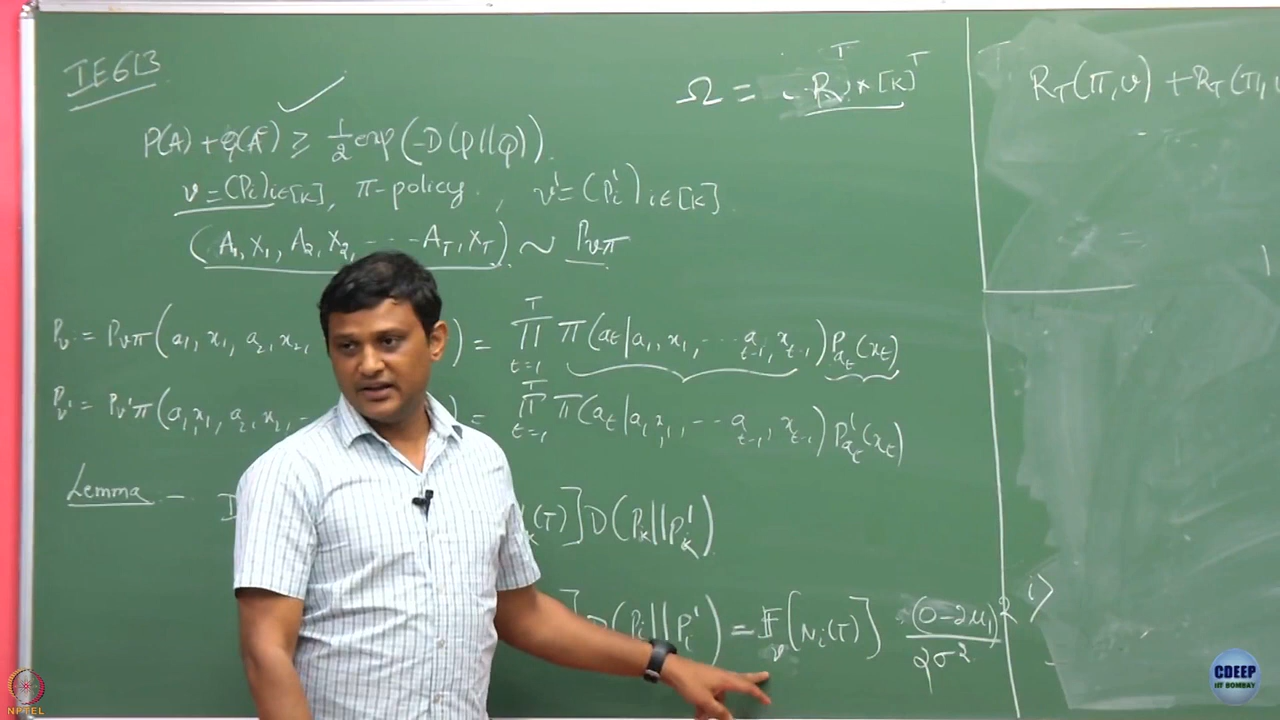 IE613
Ω = R^T × [K]^T
R_T(π,ν) + R_T(π,
P(A) + Q(A^c) ≥ 1/2 exp(-D(P||Q)).
ν = (P_i)_{i∈[K]}, π-policy, ν' = (P_i')_{i∈[K]}
(A_1, X_1, A_2, X_2, ... A_T, X_T) ~ P_{νπ}
P_ν = P_{νπ}(a_1, x_1, a_2, x_2, ) = ∏_{t=1}^T π(a_t|a_1, x_1, ... a_{t-1}, x_{t-1}) P_{a_t}(x_t)
P_{ν'} = P_{ν'π}(a_1, x_1, a_2, x_2, ... ) = ∏_{t=1}^T π(a_t|a_1, x_1, ... a_{t-1}, x_{t-1}) P'_{a_t}(x_t)
Lemma - D (T)] D(P_k||P_k')
] D(P_i||P_i') = E_ν[N_i(T)] (0-2μ_1)^2 / 2σ^2
NPTEL
CDEEP
IIT BOMBAY